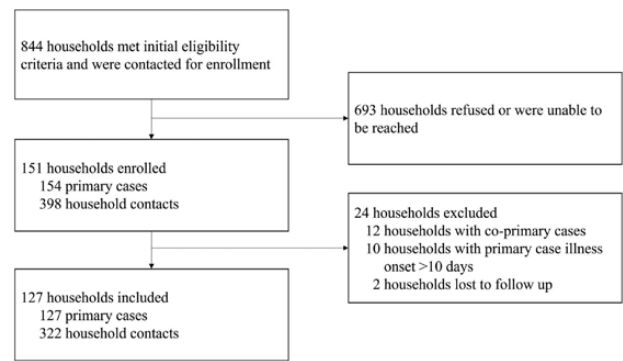 844 households met initial eligibility
criteria and were contacted for enrollment
693 households refused or were unable to
be reached
151 households enrolled
154 primary cases
398 household contacts
24 households excluded
12 households with co-primary cases
10 households with primary case illness
onset >10 days
2 households lost to follow up
127 households included
127 primary cases
322 household contacts